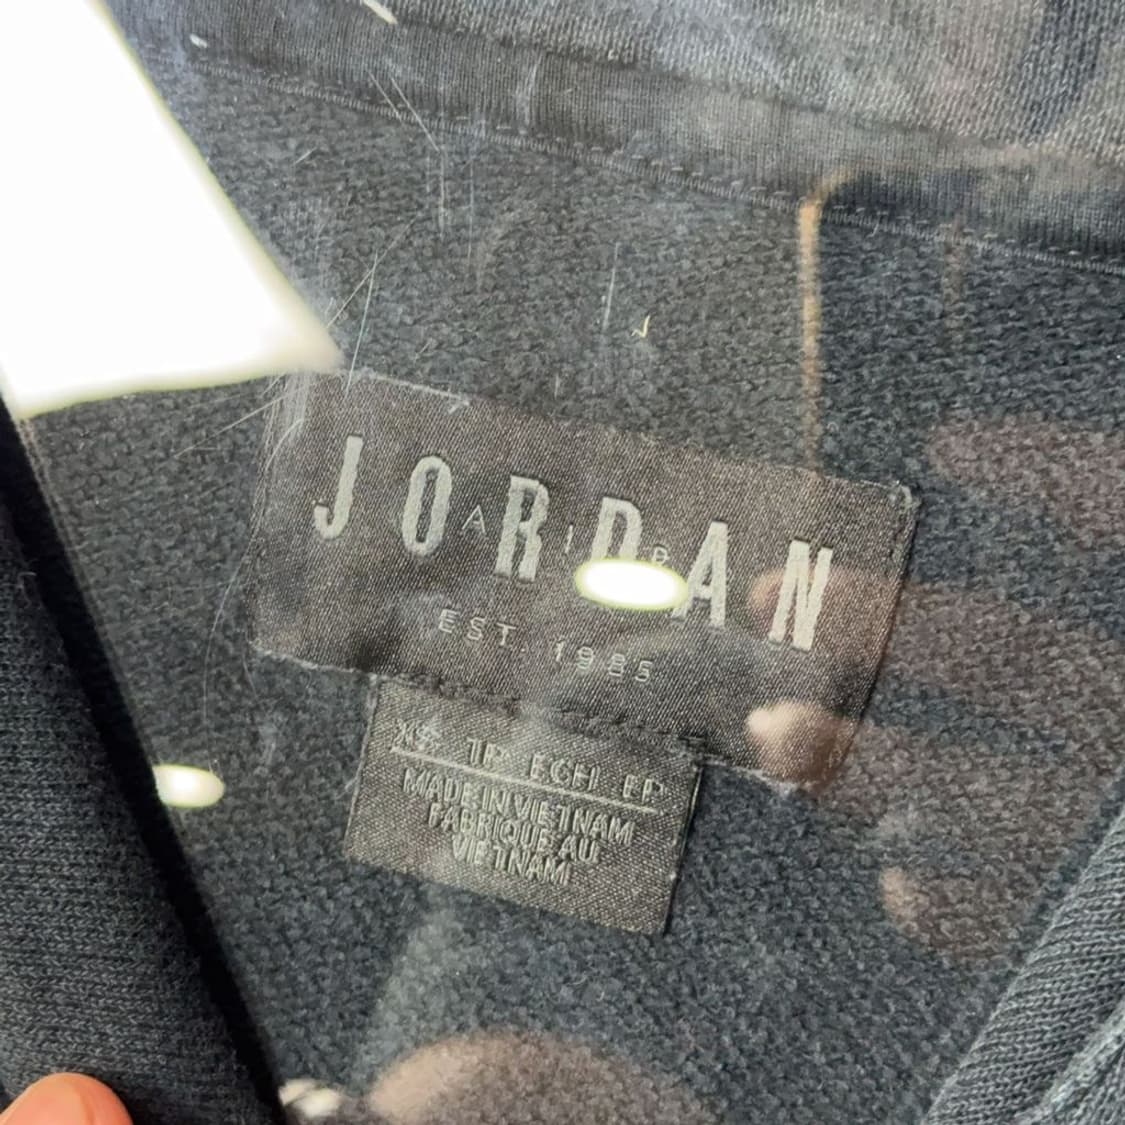 JORDAN
AIR
EST. 1985
XS TP ECH EP
MADE IN VIETNAM
FABRIQUE AU
VIETNAM